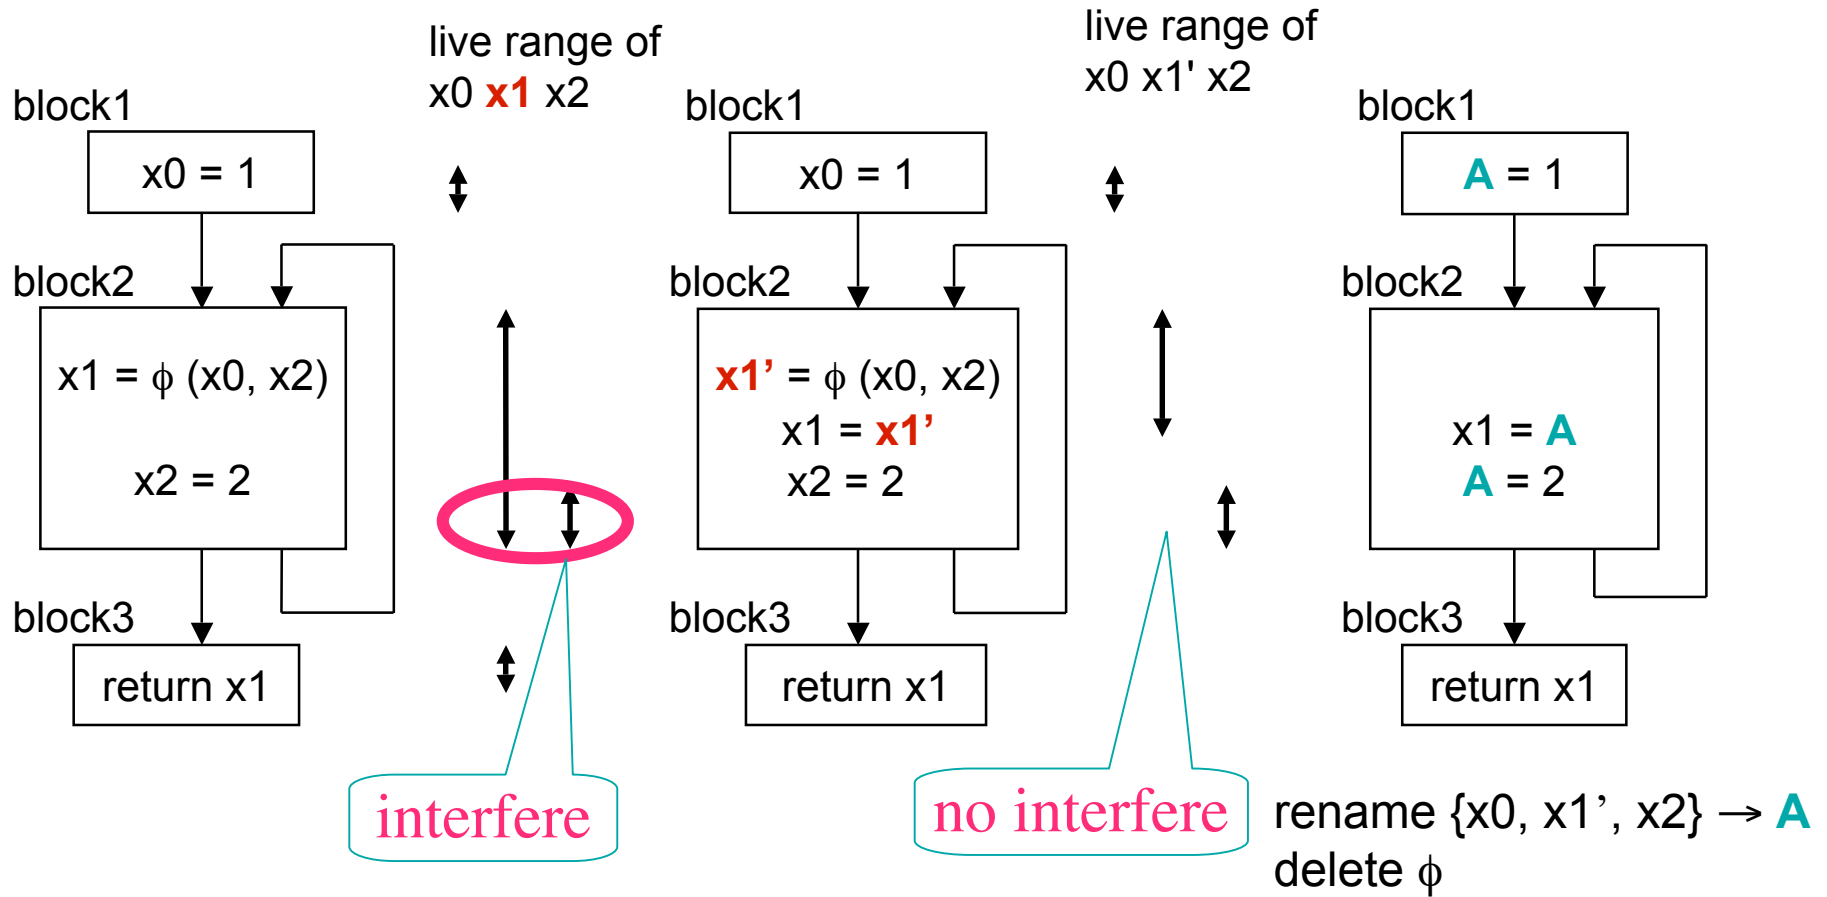 live range of
x0 x1 x2
block1
x0 = 1
block2
x1 = ϕ (x0, x2)
x2 = 2
block3
return x1
interfere
live range of
x0 x1' x2
block1
x0 = 1
block2
x1’ = ϕ (x0, x2)
x1 = x1’
x2 = 2
block3
return x1
no interfere
block1
A = 1
block2
x1 = A
A = 2
block3
return x1
rename {x0, x1’, x2} → A
delete ϕ